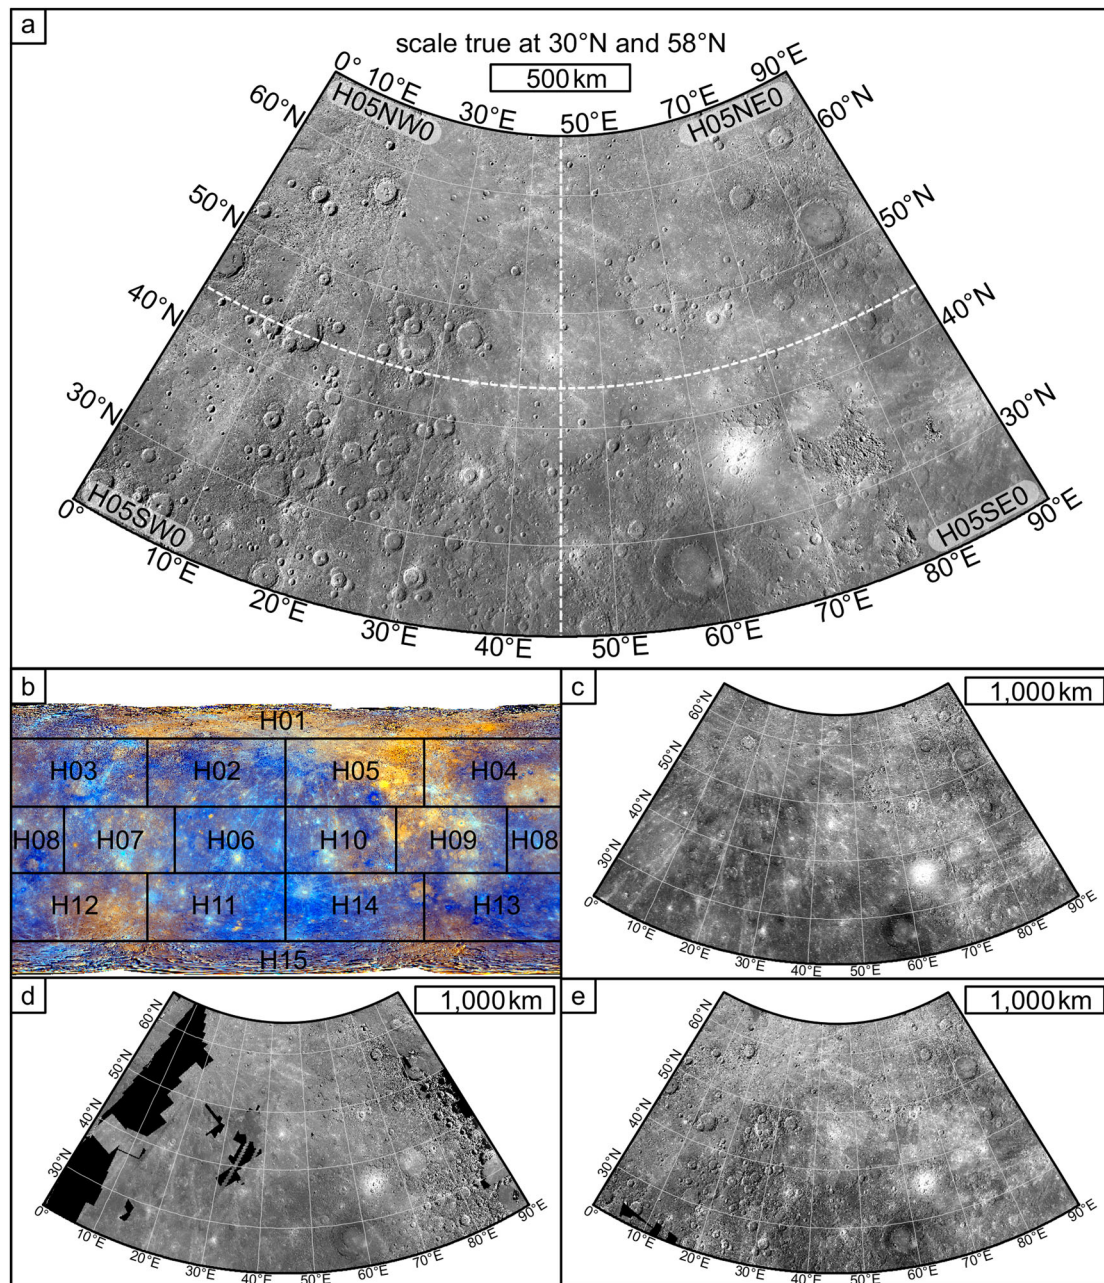 a
scale true at 30°N and 58°N
500 km
0° 10°E 30°E 50°E 70°E 90°E
H05NW0 H05NE0
60°N 60°N
50°N 50°N
40°N 40°N
30°N 30°N
H05SW0 H05SE0
0° 10°E 20°E 30°E 40°E 50°E 60°E 70°E 80°E 90°E
b
H01
H03 H02 H05 H04
H08 H07 H06 H10 H09 H08
H12 H11 H14 H13
H15
c
1,000 km
60°N
50°N
40°N
30°N
0° 10°E 20°E 30°E 40°E 50°E 60°E 70°E 80°E 90°E
d
1,000 km
60°N
50°N
40°N
30°N
0° 10°E 20°E 30°E 40°E 50°E 60°E 70°E 80°E 90°E
e
1,000 km
60°N
50°N
40°N
30°N
0° 10°E 20°E 30°E 40°E 50°E 60°E 70°E 80°E 90°E